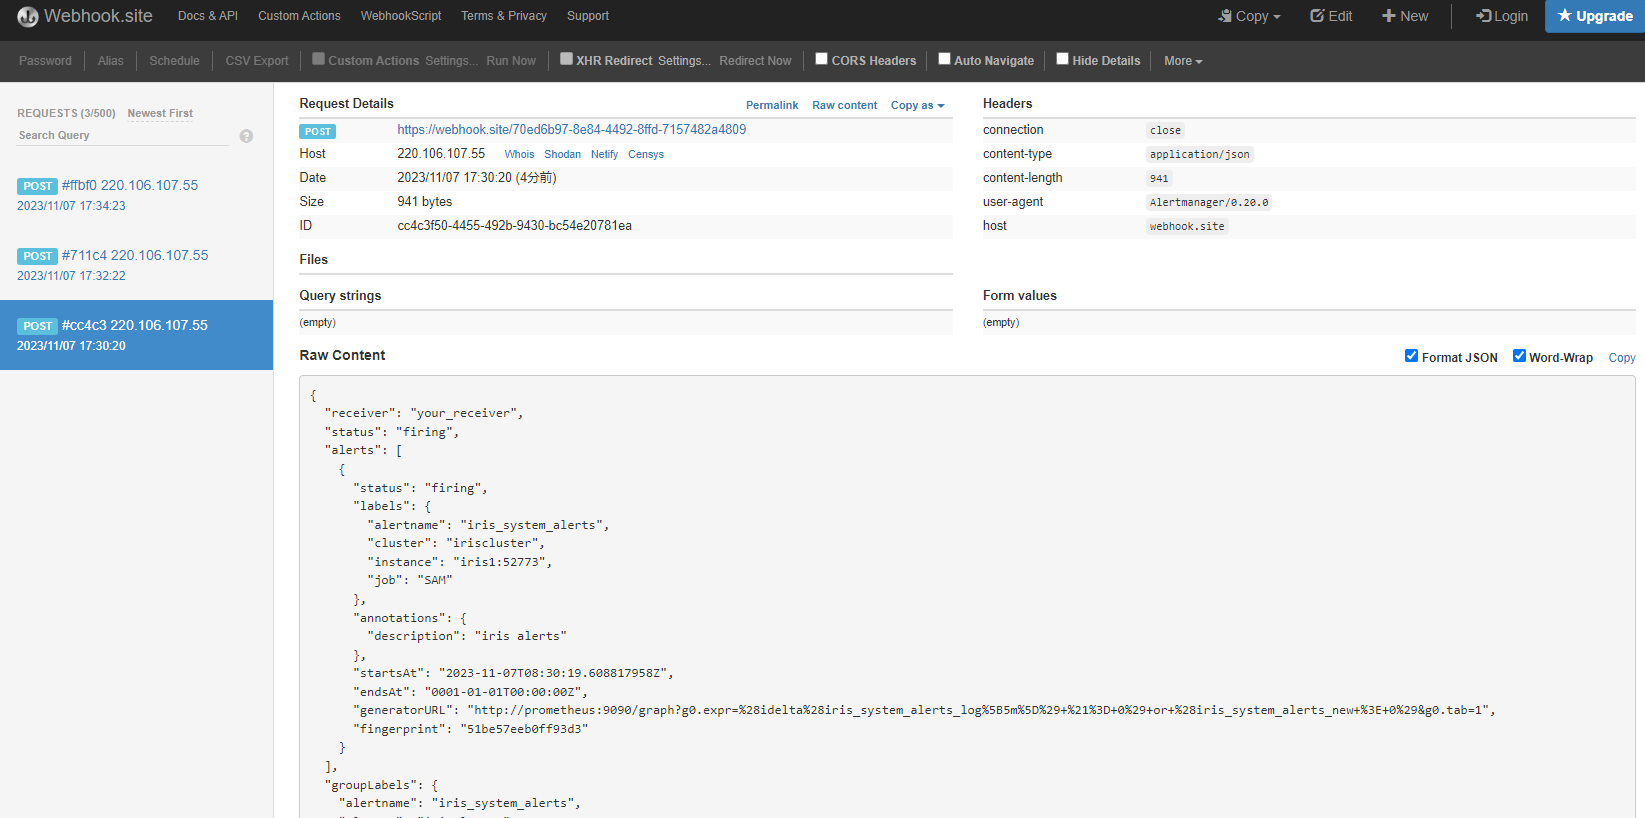 Webhook.site Docs & API Custom Actions WebhookScript Terms & Privacy Support Copy Edit New Login Upgrade
Password Alias Schedule CSV Export Custom Actions Settings... Run Now XHR Redirect Settings... Redirect Now CORS Headers Auto Navigate Hide Details More
REQUESTS (3/500) Newest First
Search Query ?
POST #ffbf0 220.106.107.55
2023/11/07 17:34:23
POST #711c4 220.106.107.55
2023/11/07 17:32:22
POST #cc4c3 220.106.107.55
2023/11/07 17:30:20
Request Details Permalink Raw content Copy as
POST https://webhook.site/70ed6b97-8e84-4492-8ffd-7157482a4809
Host 220.106.107.55 Whois Shodan Netify Censys
Date 2023/11/07 17:30:20 (4分前)
Size 941 bytes
ID cc4c3f50-4455-492b-9430-bc54e20781ea
Files
Headers
connection close
content-type application/json
content-length 941
user-agent Alertmanager/0.20.0
host webhook.site
Query strings
(empty)
Form values
(empty)
Raw Content Format JSON Word-Wrap Copy
{
"receiver": "your_receiver",
"status": "firing",
"alerts": [
{
"status": "firing",
"labels": {
"alertname": "iris_system_alerts",
"cluster": "iriscluster",
"instance": "iris1:52773",
"job": "SAM"
},
"annotations": {
"description": "iris alerts"
},
"startsAt": "2023-11-07T08:30:19.608817958Z",
"endsAt": "0001-01-01T00:00:00Z",
"generatorURL": "http://prometheus:9090/graph?g0.expr=%28idelta%28iris_system_alerts_log%5B5m%5D%29+%21%3D+0%29+or+%28iris_system_alerts_new+%3E+0%29&g0.tab=1",
"fingerprint": "51be57eeb0ff93d3"
}
],
"groupLabels": {
"alertname": "iris_system_alerts",